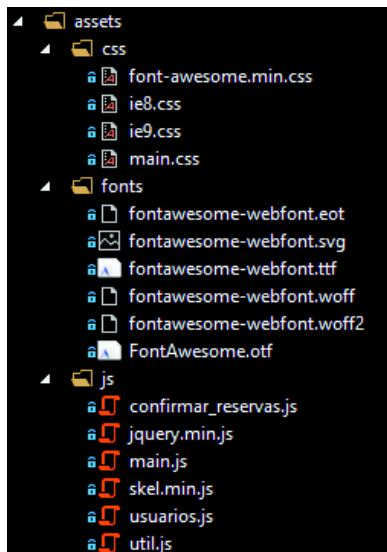 assets
css
font-awesome.min.css
ie8.css
ie9.css
main.css
fonts
fontawesome-webfont.eot
fontawesome-webfont.svg
fontawesome-webfont.ttf
fontawesome-webfont.woff
fontawesome-webfont.woff2
FontAwesome.otf
js
confirmar_reservas.js
jquery.min.js
main.js
skel.min.js
usuarios.js
util.js